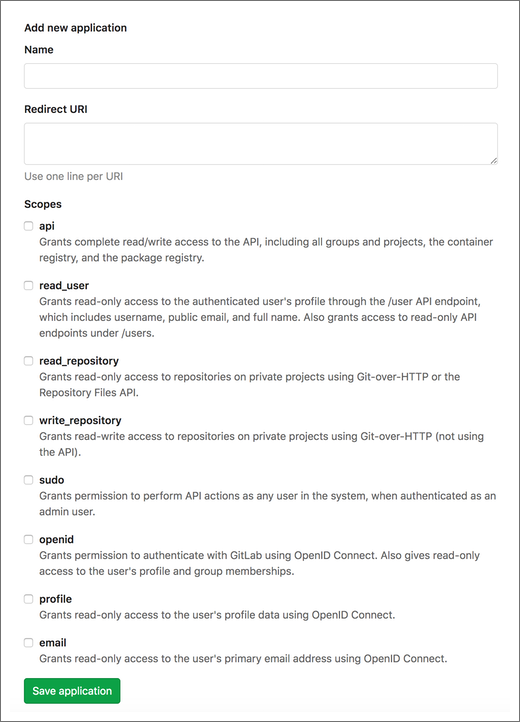 Add new application
Name
Redirect URI
Use one line per URI
Scopes
api
Grants complete read/write access to the API, including all groups and projects, the container
registry, and the package registry.
read_user
Grants read-only access to the authenticated user's profile through the /user API endpoint,
which includes username, public email, and full name. Also grants access to read-only API
endpoints under /users.
read_repository
Grants read-only access to repositories on private projects using Git-over-HTTP or the
Repository Files API.
write_repository
Grants read-write access to repositories on private projects using Git-over-HTTP (not using
the API).
sudo
Grants permission to perform API actions as any user in the system, when authenticated as an
admin user.
openid
Grants permission to authenticate with GitLab using OpenID Connect. Also gives read-only
access to the user's profile and group memberships.
profile
Grants read-only access to the user's profile data using OpenID Connect.
email
Grants read-only access to the user's primary email address using OpenID Connect.
Save application